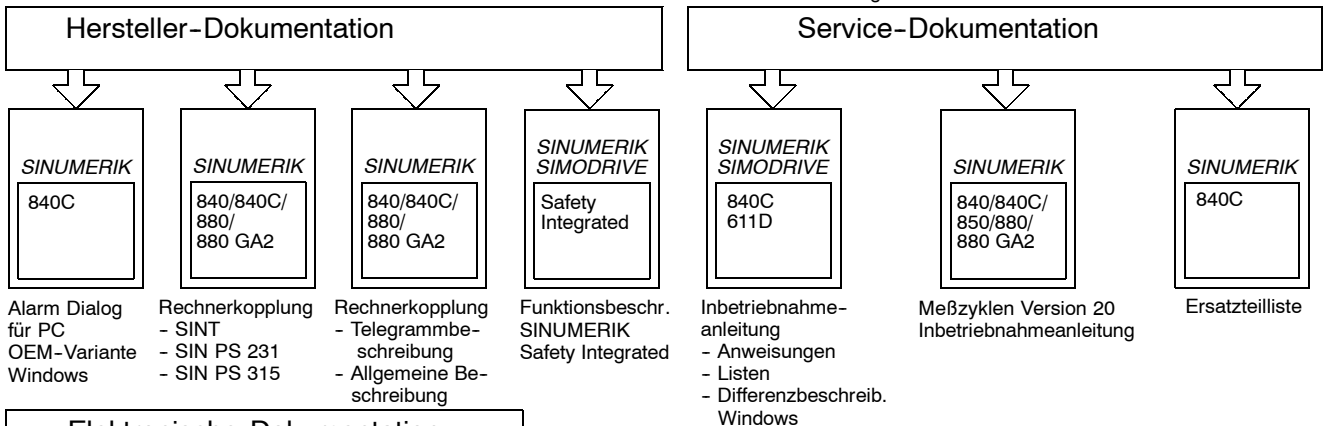 Hersteller-Dokumentation
Service-Dokumentation
SINUMERIK
840C
Alarm Dialog
für PC
OEM-Variante
Windows
SINUMERIK
840/840C/
880/
880 GA2
Rechnerkopplung
- SINT
- SIN PS 231
- SIN PS 315
SINUMERIK
840/840C/
880/
880 GA2
Rechnerkopplung
- Telegrammbe-
schreibung
- Allgemeine Be-
schreibung
SINUMERIK
SIMODRIVE
Safety
Integrated
Funktionsbeschr.
SINUMERIK
Safety Integrated
SINUMERIK
SIMODRIVE
840C
611D
Inbetriebnahme-
anleitung
- Anweisungen
- Listen
- Differenzbeschreib.
Windows
SINUMERIK
840/840C/
850/880/
880 GA2
Meßzyklen Version 20
Inbetriebnahmeanleitung
SINUMERIK
840C
Ersatzteilliste
Elektronische Dokumentation